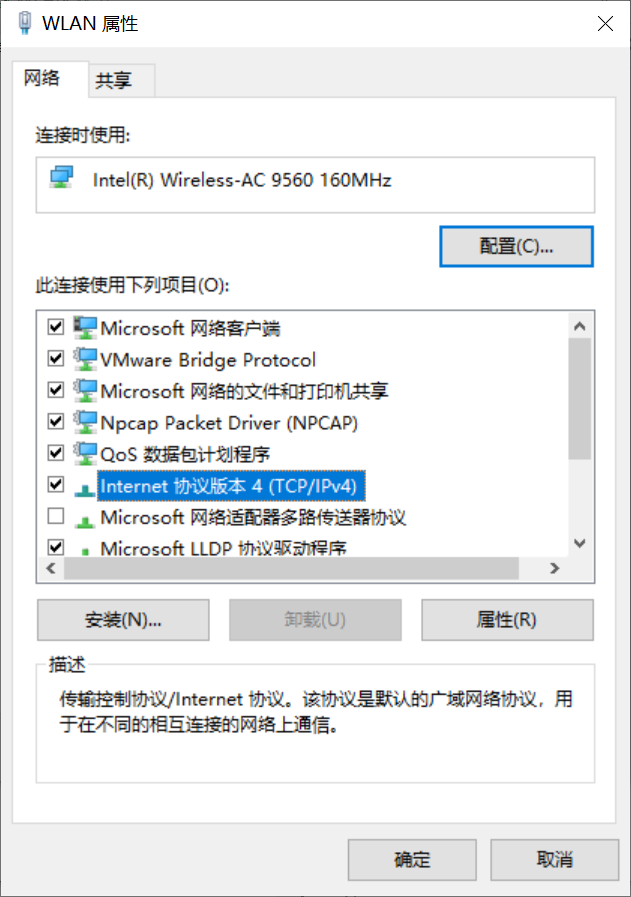 WLAN 属性
网络
共享
连接时使用:
Intel(R) Wireless-AC 9560 160MHz
配置(C)...
此连接使用下列项目(O):
Microsoft 网络客户端
VMware Bridge Protocol
Microsoft 网络的文件和打印机共享
Npcap Packet Driver (NPCAP)
QoS 数据包计划程序
Internet 协议版本 4 (TCP/IPv4)
Microsoft 网络适配器多路传送器协议
Microsoft LLDP 协议驱动程序
安装(N)...
卸载(U)
属性(R)
描述
传输控制协议/Internet 协议。该协议是默认的广域网络协议，用
于在不同的相互连接的网络上通信。
确定
取消